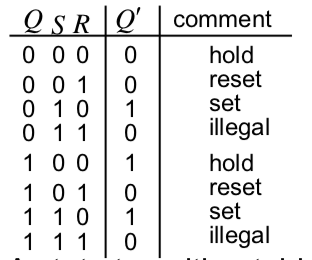 Q S R Q′ comment
0 0 0 0 hold
0 0 1 0 reset
0 1 0 1 set
0 1 1 0 illegal
1 0 0 1 hold
1 0 1 0 reset
1 1 0 1 set
1 1 1 0 illegal